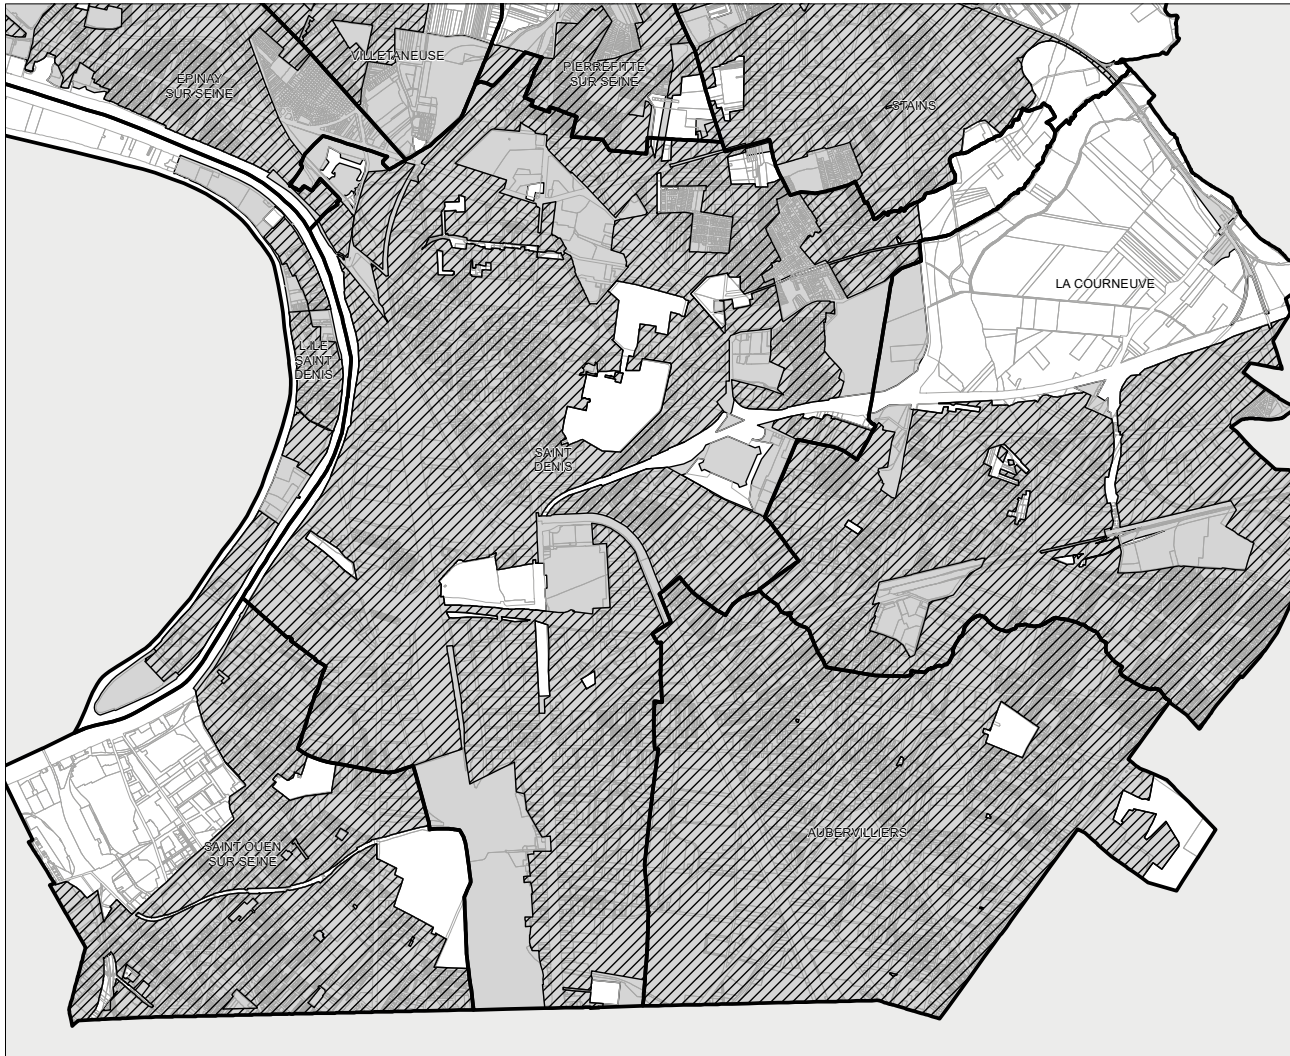 VILLETANEUSE
PIERREFITTE
SUR SEINE
EPINAY
SUR SEINE
STAINS
LA COURNEUVE
L ILE
SAINT
DENIS
SAINT
DENIS
AUBERVILLIERS
SAINT OUEN
SUR SEINE